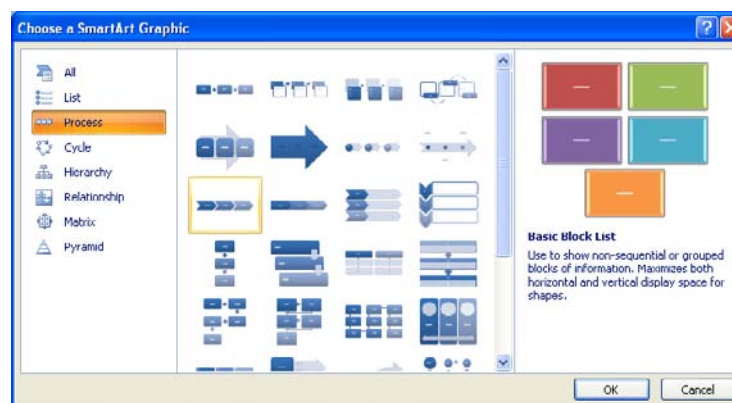 Choose a SmartArt Graphic
All
List
Process
Cycle
Hierarchy
Relationship
Matrix
Pyramid
Basic Block List
Use to show non-sequential or grouped
blocks of information. Maximizes both
horizontal and vertical display space for
shapes.
OK
Cancel